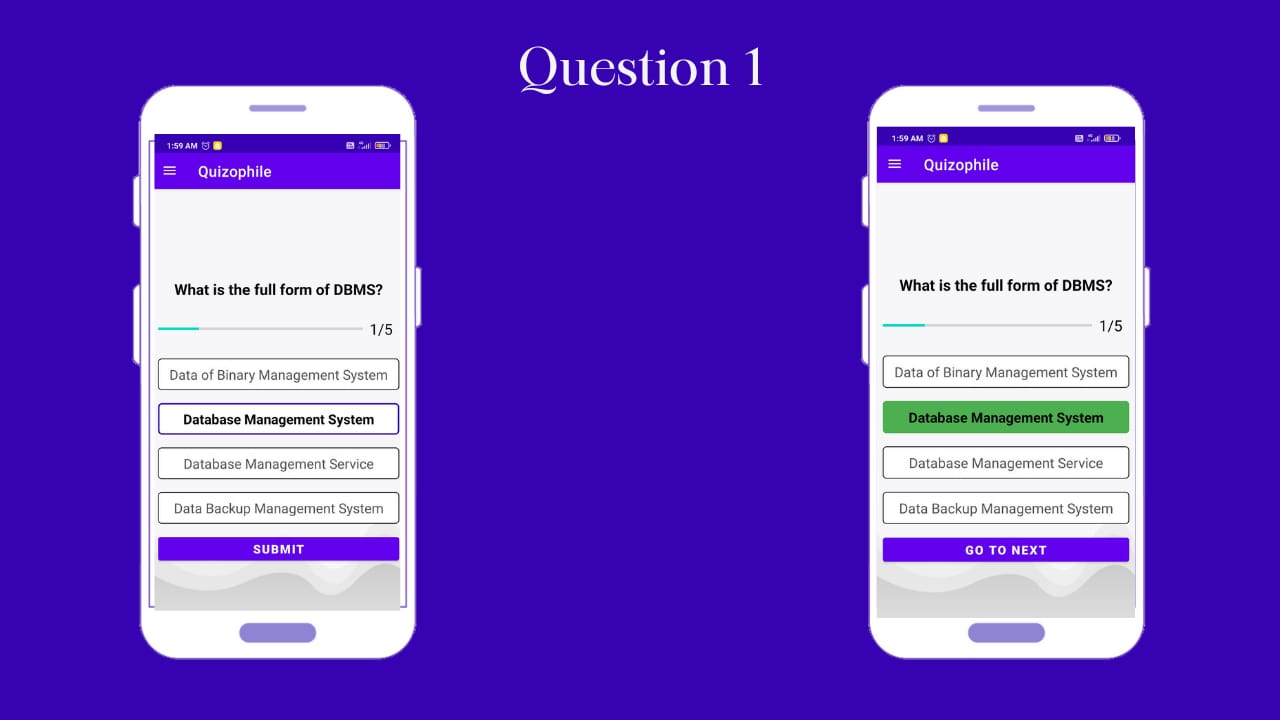 Question 1
1:59 AM
Quizophile
What is the full form of DBMS?
1/5
Data of Binary Management System
Database Management System
Database Management Service
Data Backup Management System
SUBMIT
1:59 AM
Quizophile
What is the full form of DBMS?
1/5
Data of Binary Management System
Database Management System
Database Management Service
Data Backup Management System
GO TO NEXT